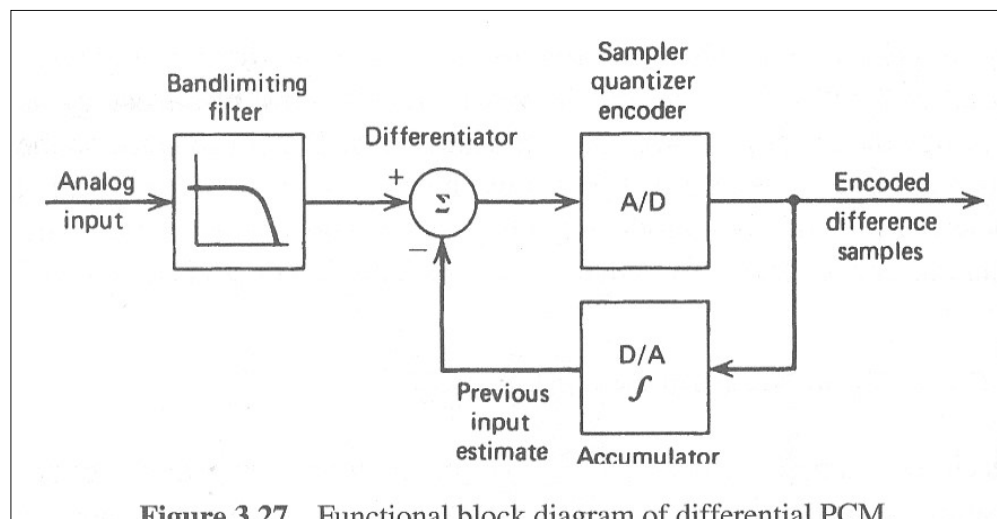 Sampler
quantizer
encoder
Bandlimiting
filter
Differentiator
Analog
input
+
Σ
−
A/D
Encoded
difference
samples
D/A
∫
Previous
input
estimate
Accumulator
Figure 3.27 Functional block diagram of differential PCM